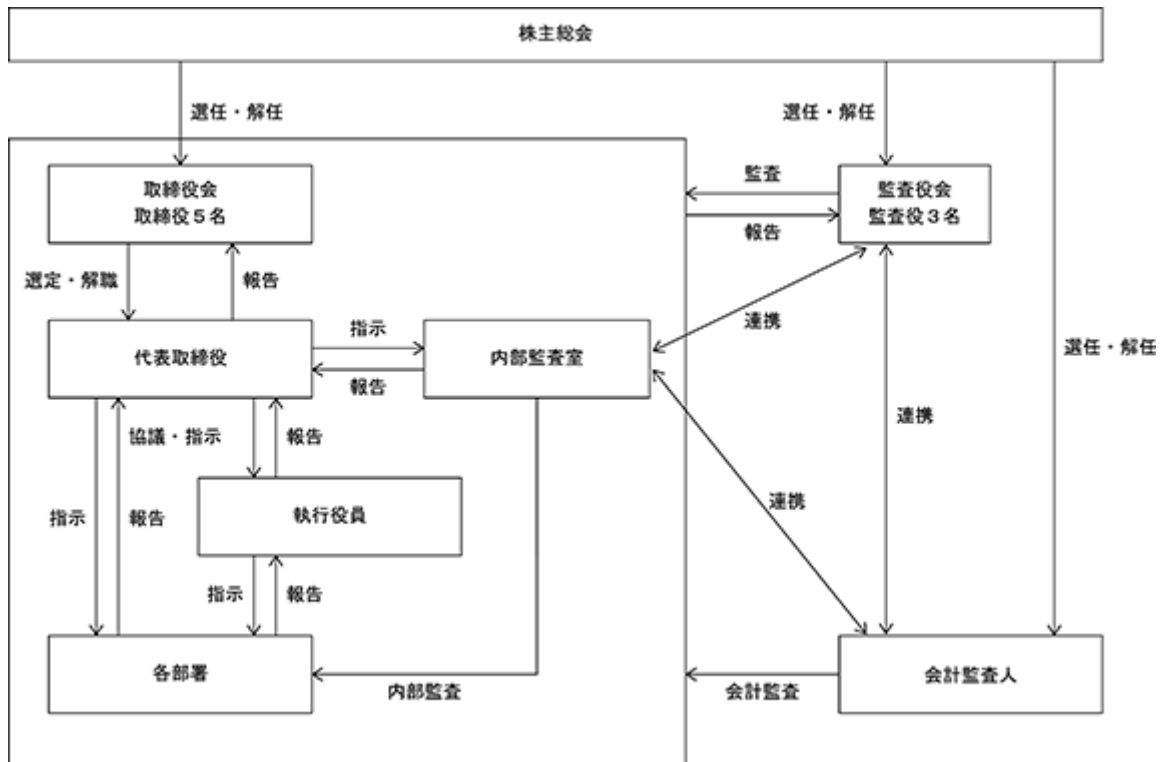 株主総会
選任・解任
選任・解任
取締役会
取締役5名
監査
監査役会
監査役3名
報告
選定・解職
報告
連携
指示
代表取締役
内部監査室
選任・解任
報告
連携
協議・指示
報告
連携
執行役員
指示
報告
指示
報告
各部署
会計監査人
内部監査
会計監査